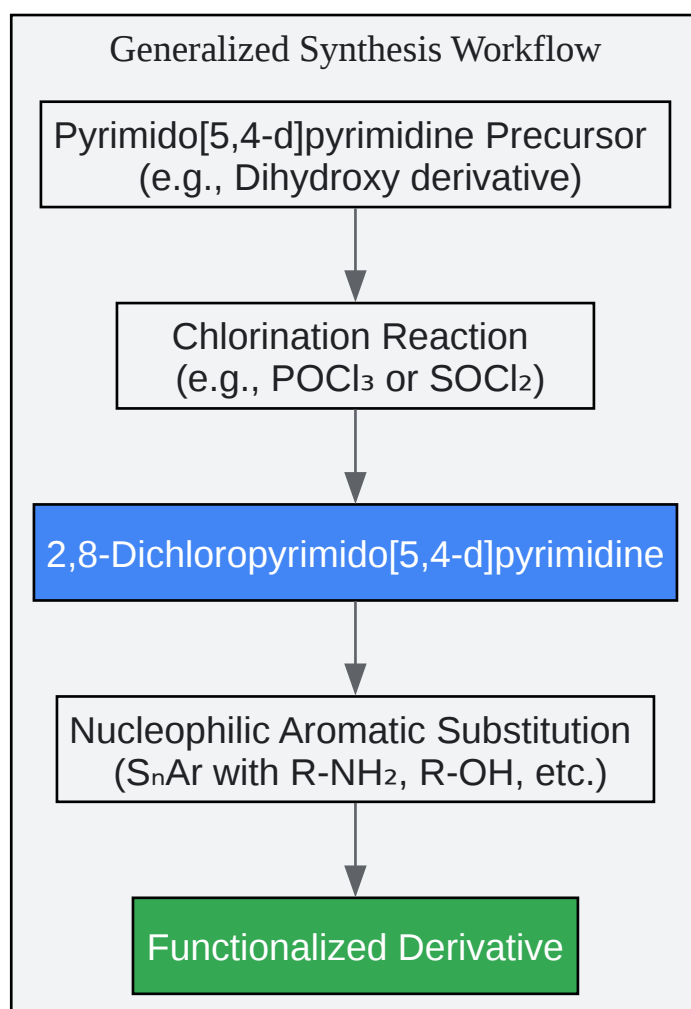 Generalized Synthesis Workflow
Pyrimido[5,4-d]pyrimidine Precursor
(e.g., Dihydroxy derivative)
Chlorination Reaction
(e.g., POCl₃ or SOCl₂)
2,8-Dichloropyrimido[5,4-d]pyrimidine
Nucleophilic Aromatic Substitution
(SₙAr with R-NH₂, R-OH, etc.)
Functionalized Derivative